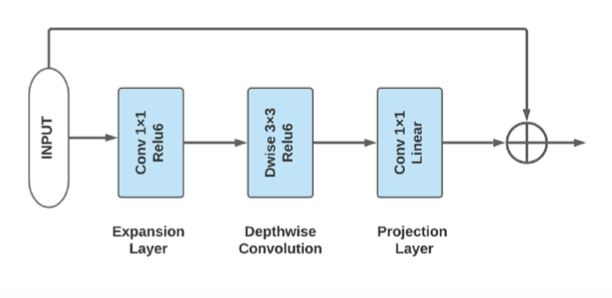 INPUT
Conv 1×1
Relu6
Dwise 3×3
Relu6
Conv 1×1
Linear
Expansion
Layer
Depthwise
Convolution
Projection
Layer